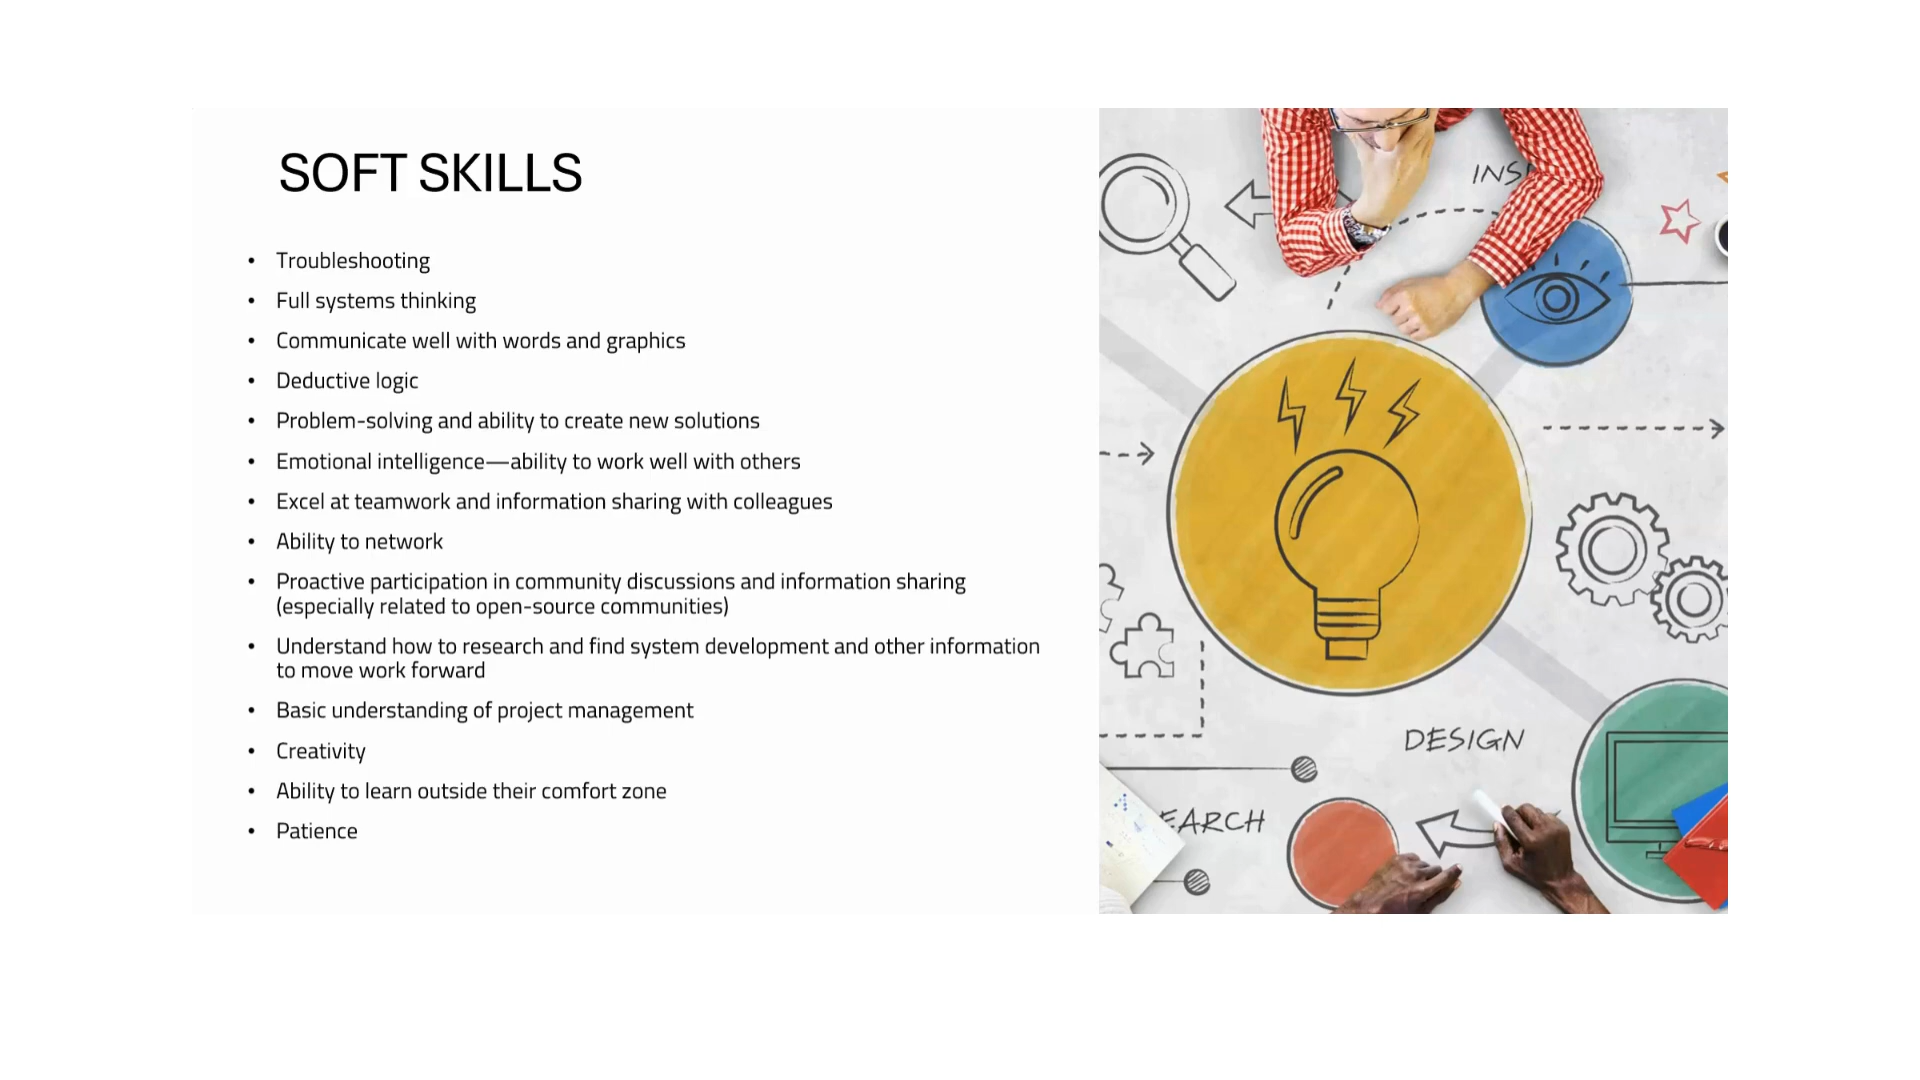 SOFT SKILLS
• Troubleshooting
• Full systems thinking
• Communicate well with words and graphics
• Deductive logic
• Problem-solving and ability to create new solutions
• Emotional intelligence—ability to work well with others
• Excel at teamwork and information sharing with colleagues
• Ability to network
• Proactive participation in community discussions and information sharing
(especially related to open-source communities)
• Understand how to research and find system development and other information
to move work forward
• Basic understanding of project management
• Creativity
• Ability to learn outside their comfort zone
• Patience
INS
DESIGN
EARCH